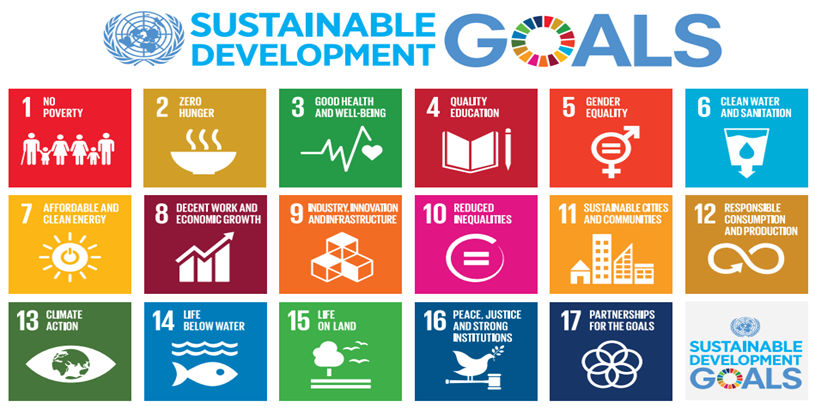 SUSTAINABLE
DEVELOPMENT
GOALS
1 NO
POVERTY
2 ZERO
HUNGER
3 GOOD HEALTH
AND WELL-BEING
4 QUALITY
EDUCATION
5 GENDER
EQUALITY
6 CLEAN WATER
AND SANITATION
7 AFFORDABLE AND
CLEAN ENERGY
8 DECENT WORK AND
ECONOMIC GROWTH
9 INDUSTRY, INNOVATION
AND INFRASTRUCTURE
10 REDUCED
INEQUALITIES
11 SUSTAINABLE CITIES
AND COMMUNITIES
12 RESPONSIBLE
CONSUMPTION
AND PRODUCTION
13 CLIMATE
ACTION
14 LIFE
BELOW WATER
15 LIFE
ON LAND
16 PEACE, JUSTICE
AND STRONG
INSTITUTIONS
17 PARTNERSHIPS
FOR THE GOALS
SUSTAINABLE
DEVELOPMENT
GOALS